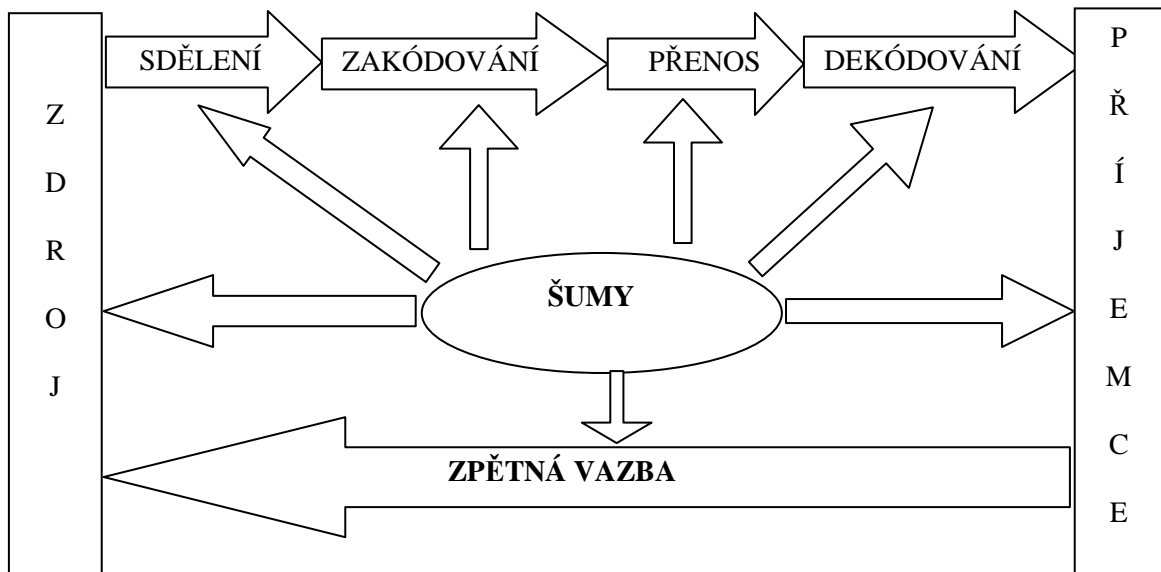 ZDROJ
SDĚLENÍ
ZAKÓDOVÁNÍ
PŘENOS
DEKÓDOVÁNÍ
PŘÍJEMCE
ŠUMY
ZPĚTNÁ VAZBA